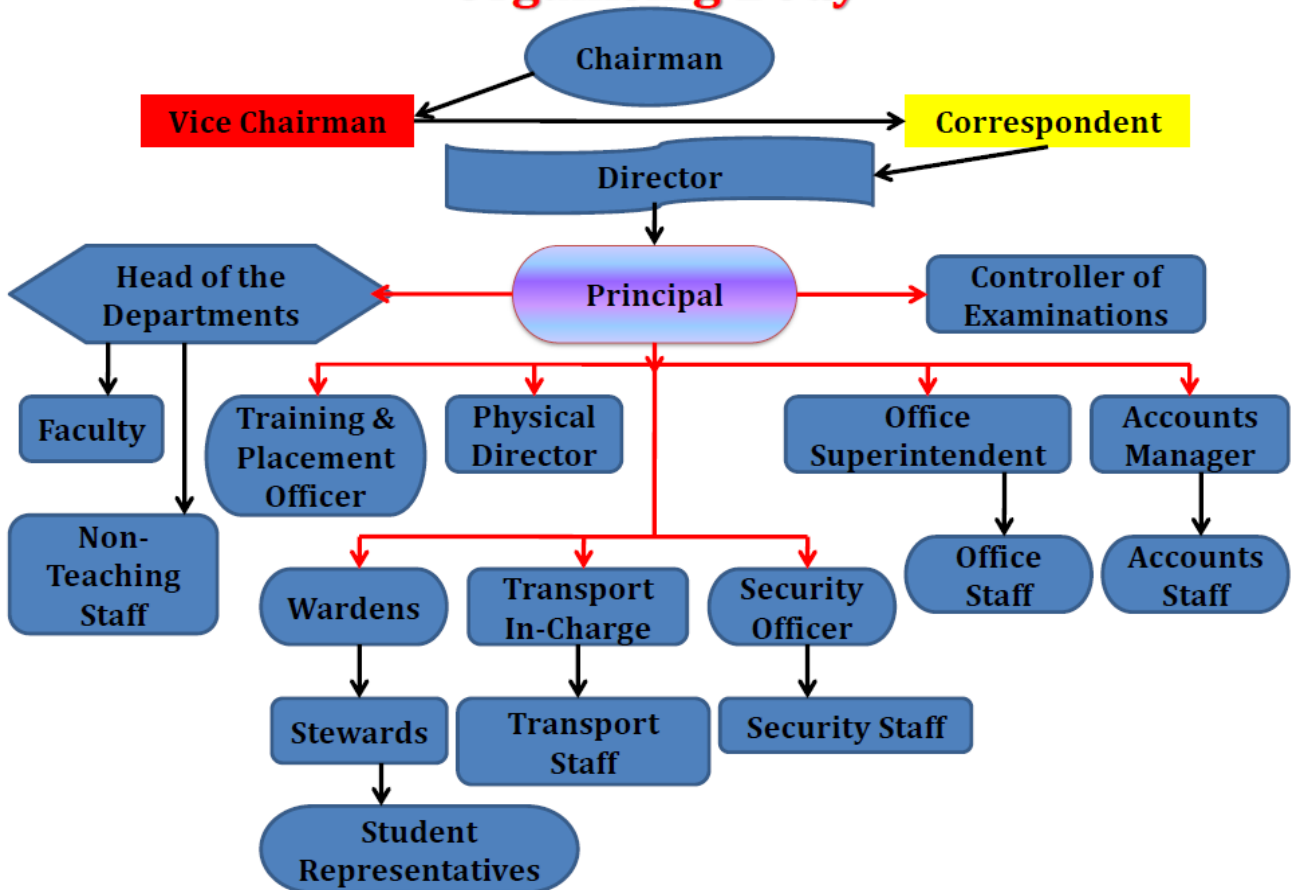 Chairman
Vice Chairman
Correspondent
Director
Head of the
Departments
Principal
Controller of
Examinations
Faculty
Training &
Placement
Officer
Physical
Director
Office
Superintendent
Accounts
Manager
Non-
Teaching
Staff
Office
Staff
Accounts
Staff
Wardens
Transport
In-Charge
Security
Officer
Stewards
Transport
Staff
Security Staff
Student
Representatives